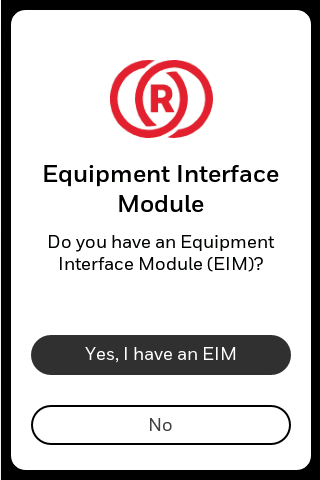 R
Equipment Interface
Module
Do you have an Equipment
Interface Module (EIM)?
Yes, I have an EIM
No